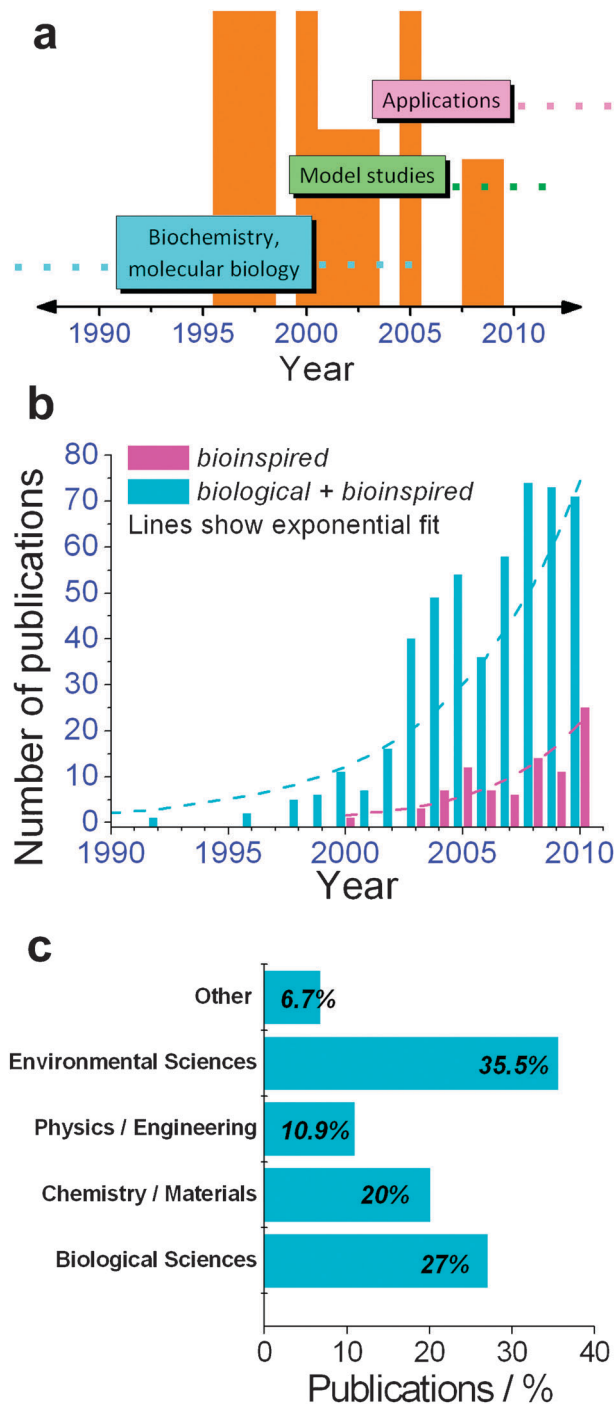 a
Applications
Model studies
Biochemistry,
molecular biology
1990 1995 2000 2005 2010
Year
b
80
70
60
50
40
30
20
10
0
Number of publications
bioinspired
biological + bioinspired
Lines show exponential fit
1990 1995 2000 2005 2010
Year
c
Other 6.7%
Environmental Sciences 35.5%
Physics / Engineering 10.9%
Chemistry / Materials 20%
Biological Sciences 27%
0 10 20 30 40
Publications / %